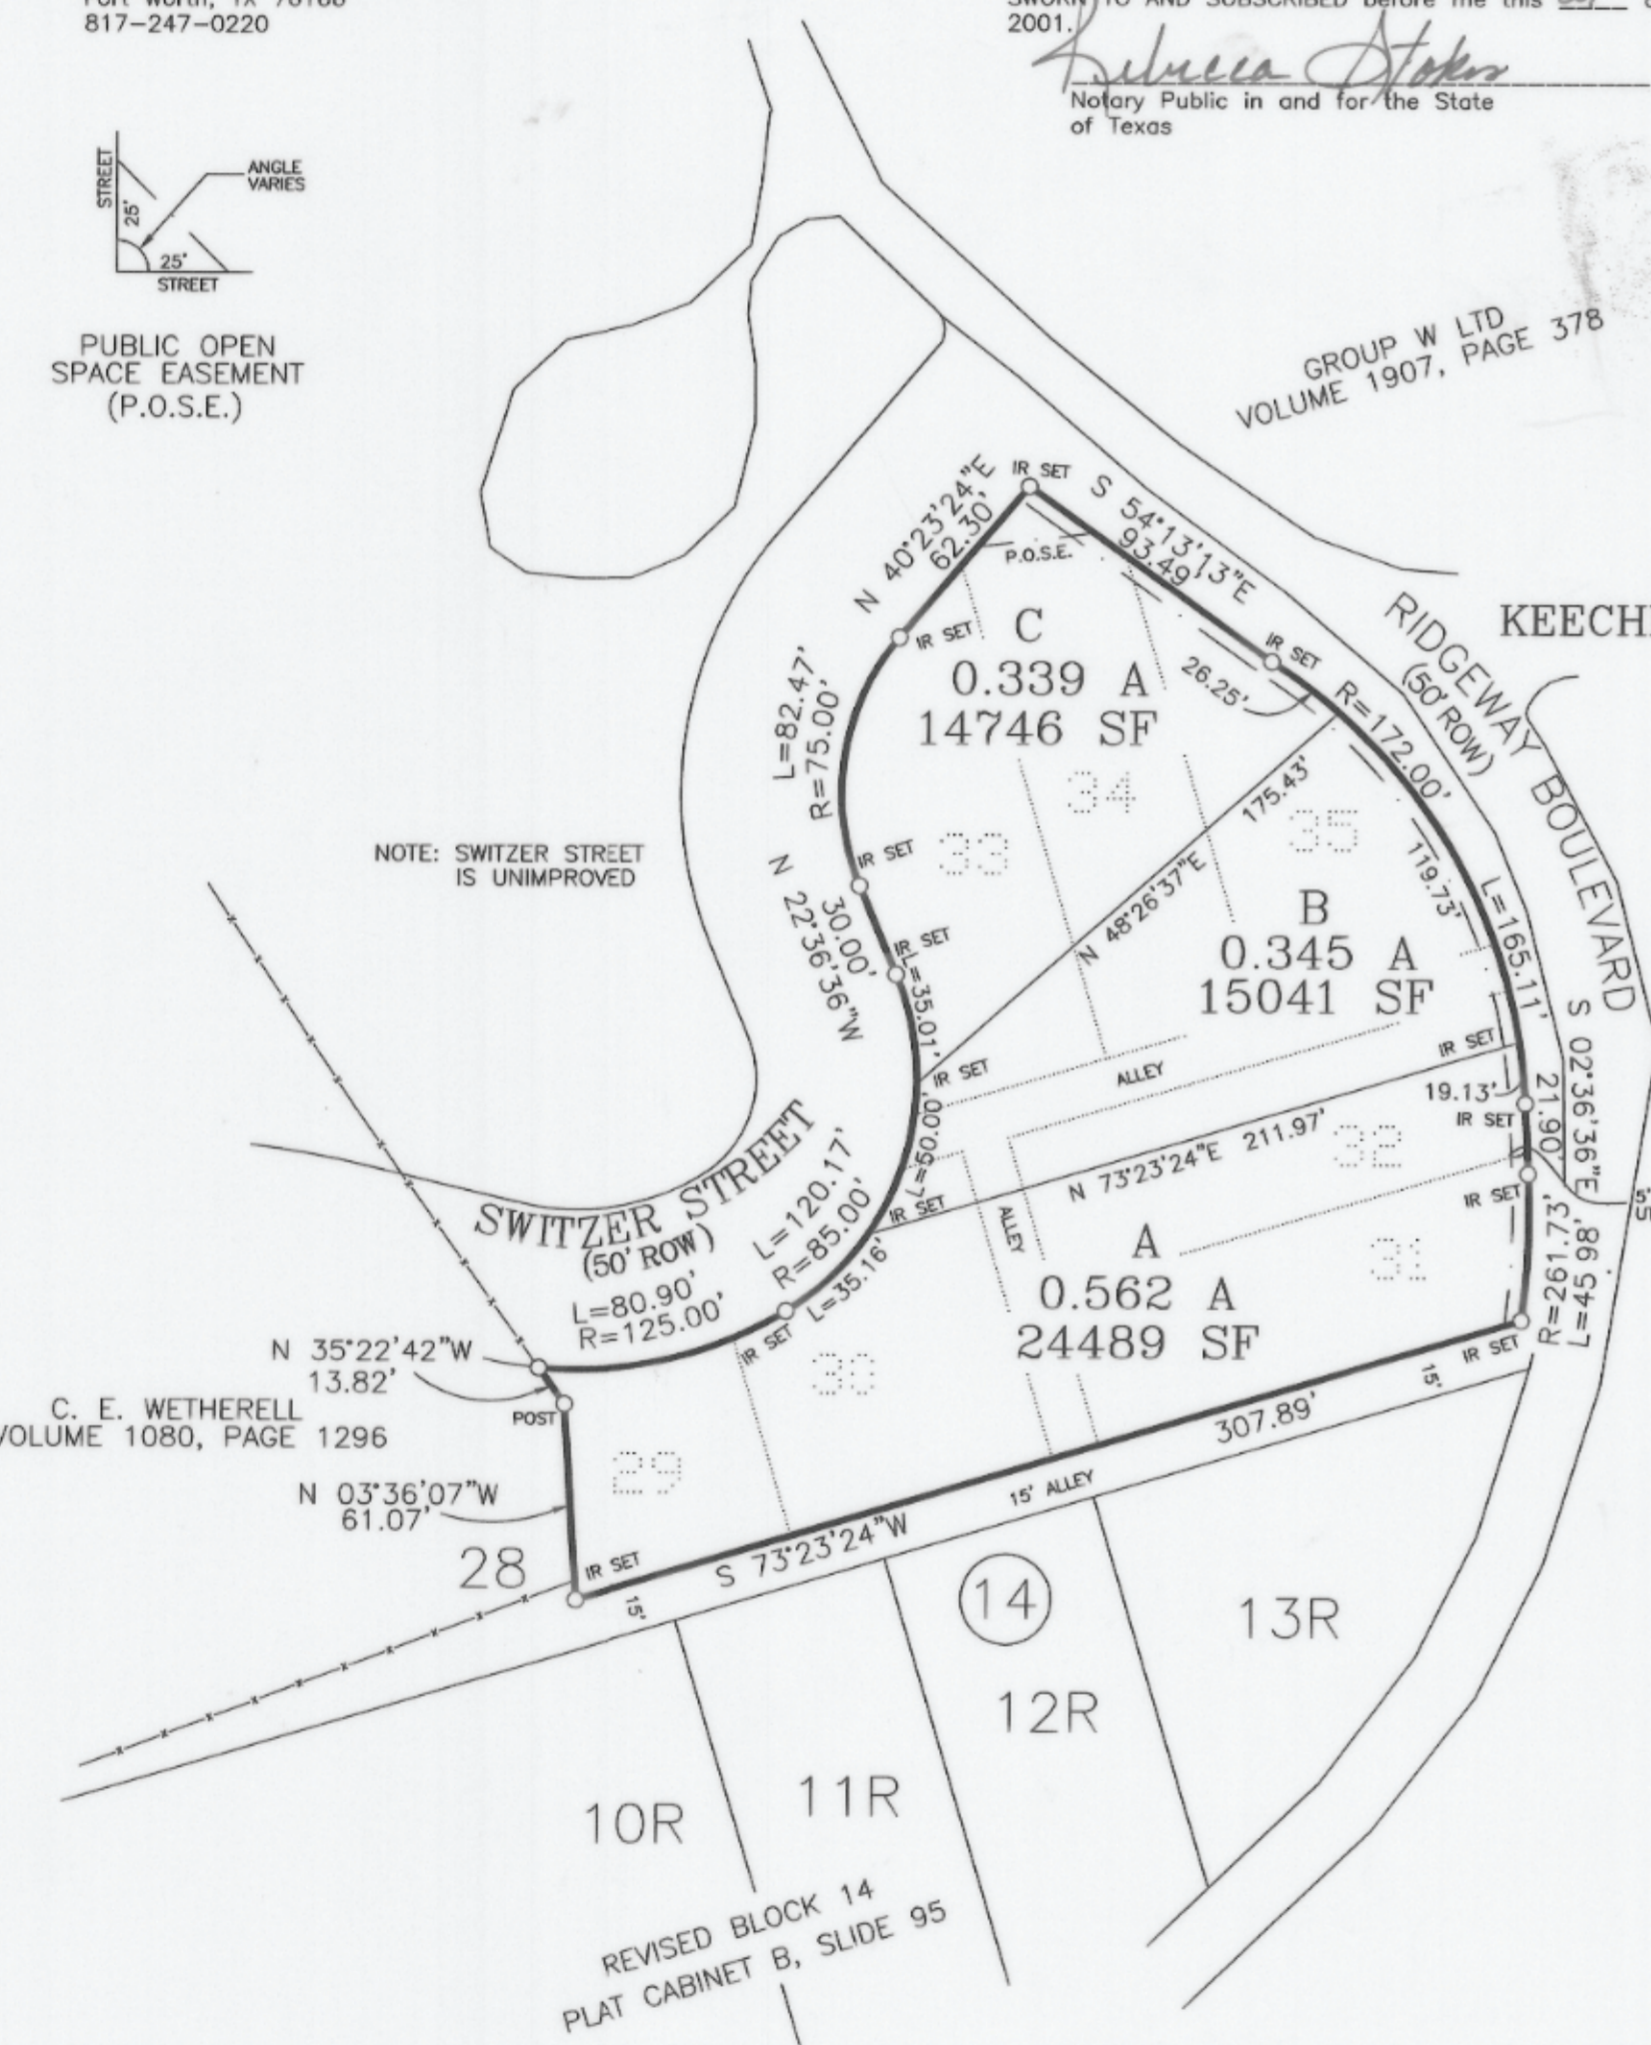 817-247-0220
2001.
Rebecca Stokes
Notary Public in and for the State
of Texas
STREET
25'
ANGLE
VARIES
25'
STREET
PUBLIC OPEN
SPACE EASEMENT
(P.O.S.E.)
GROUP W LTD
VOLUME 1907, PAGE 378
IR SET
N 40°23'24"E
62.30'
S 54°13'13"E
93.49'
P.O.S.E.
IR SET
IR SET
RIDGEWAY BOULEVARD
(50' ROW)
C
0.339 A
14746 SF
26.25'
R=172.00'
L=165.11'
119.73'
L=82.47'
R=75.00'
34
33
35
175.43'
N 48°26'37"E
NOTE: SWITZER STREET
IS UNIMPROVED
IR SET
N 22°36'36"W
30.00'
IR SET
L=35.01'
B
0.345 A
15041 SF
IR SET
IR SET
ALLEY
19.13'
IR SET
21.90'
S 02°36'36"E
L=50.00'
N 73°23'24"E 211.97'
32
IR SET
IR SET
SWITZER STREET
(50' ROW)
L=120.17'
R=85.00'
L=35.16'
ALLEY
A
0.562 A
24489 SF
31
R=261.73'
L=45.98'
L=80.90'
R=125.00'
IR SET
30
IR SET
15'
N 35°22'42"W
13.82'
POST
C. E. WETHERELL
VOLUME 1080, PAGE 1296
307.89'
29
N 03°36'07"W
61.07'
15' ALLEY
S 73°23'24"W
28
IR SET
15'
14
13R
12R
11R
10R
REVISED BLOCK 14
PLAT CABINET B, SLIDE 95